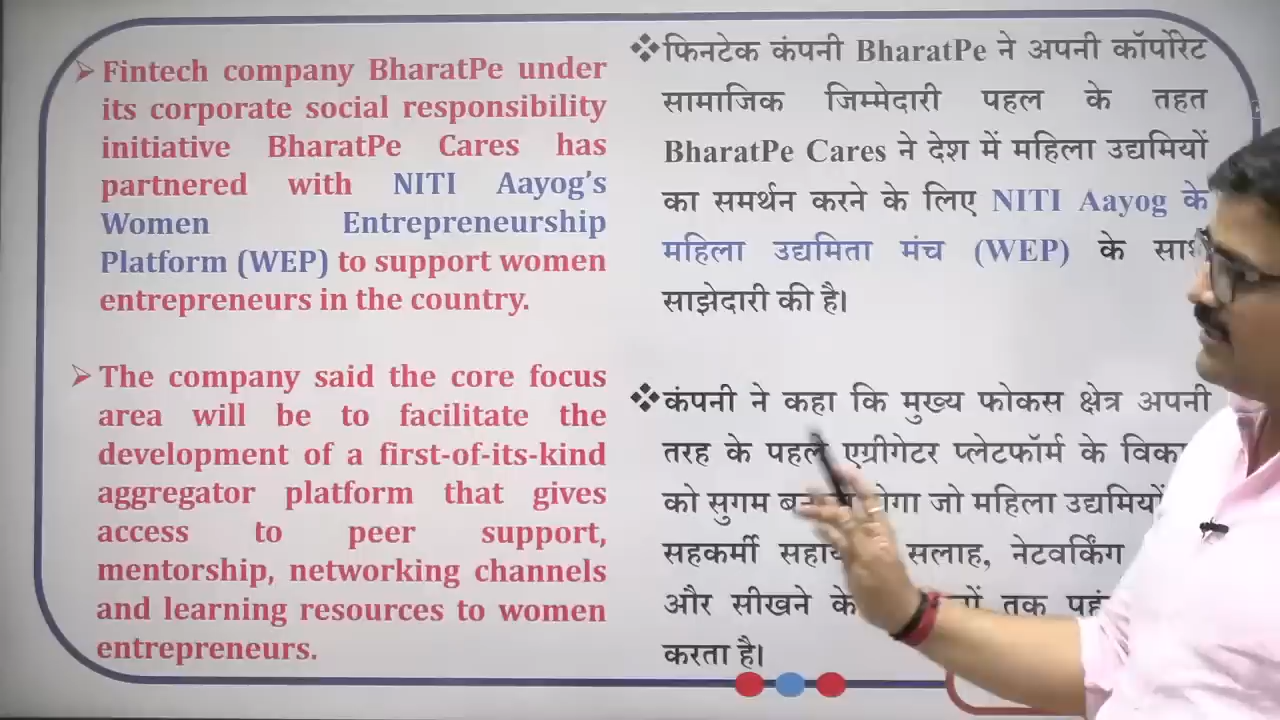 Fintech company BharatPe under
its corporate social responsibility
initiative BharatPe Cares has
partnered with NITI Aayog's
Women Entrepreneurship
Platform (WEP) to support women
entrepreneurs in the country.
The company said the core focus
area will be to facilitate the
development of a first-of-its-kind
aggregator platform that gives
access to peer support,
mentorship, networking channels
and learning resources to women
entrepreneurs.
फिनटेक कंपनी BharatPe ने अपनी कॉर्पोरेट
सामाजिक जिम्मेदारी पहल के तहत
BharatPe Cares ने देश में महिला उद्यमियों
का समर्थन करने के लिए NITI Aayog के
महिला उद्यमिता मंच (WEP) के साथ
साझेदारी की है।
कंपनी ने कहा कि मुख्य फोकस क्षेत्र अपनी
तरह के पहले एग्रीगेटर प्लेटफॉर्म के
को सुगम जो महिला उद्यमियों
सहकर्मी सलाह, नेटवर्किंग
और सीखने के तक
करता है।